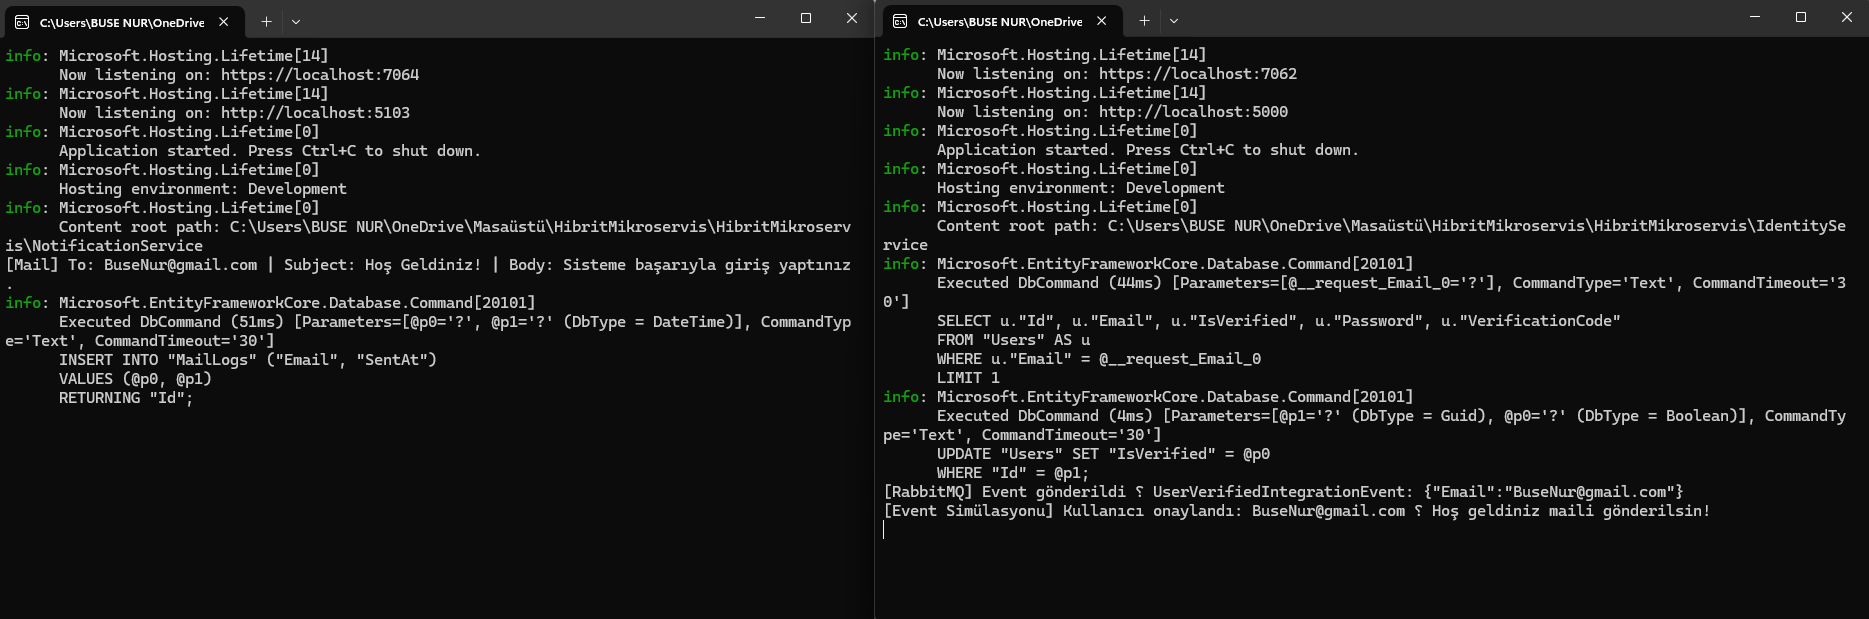 C:\Users\BUSE NUR\OneDrive
info: Microsoft.Hosting.Lifetime[14]
Now listening on: https://localhost:7064
info: Microsoft.Hosting.Lifetime[14]
Now listening on: http://localhost:5103
info: Microsoft.Hosting.Lifetime[0]
Application started. Press Ctrl+C to shut down.
info: Microsoft.Hosting.Lifetime[0]
Hosting environment: Development
info: Microsoft.Hosting.Lifetime[0]
Content root path: C:\Users\BUSE NUR\OneDrive\Masaüstü\HibritMikroservis\HibritMikroserv
is\NotificationService
[Mail] To: BuseNur@gmail.com | Subject: Hoş Geldiniz! | Body: Sisteme başarıyla giriş yaptınız
.
info: Microsoft.EntityFrameworkCore.Database.Command[20101]
Executed DbCommand (51ms) [Parameters=[@p0='?', @p1='?' (DbType = DateTime)], CommandTyp
e='Text', CommandTimeout='30']
INSERT INTO "MailLogs" ("Email", "SentAt")
VALUES (@p0, @p1)
RETURNING "Id";
C:\Users\BUSE NUR\OneDrive
info: Microsoft.Hosting.Lifetime[14]
Now listening on: https://localhost:7062
info: Microsoft.Hosting.Lifetime[14]
Now listening on: http://localhost:5000
info: Microsoft.Hosting.Lifetime[0]
Application started. Press Ctrl+C to shut down.
info: Microsoft.Hosting.Lifetime[0]
Hosting environment: Development
info: Microsoft.Hosting.Lifetime[0]
Content root path: C:\Users\BUSE NUR\OneDrive\Masaüstü\HibritMikroservis\HibritMikroservis\IdentitySe
rvice
info: Microsoft.EntityFrameworkCore.Database.Command[20101]
Executed DbCommand (44ms) [Parameters=[@__request_Email_0='?'], CommandType='Text', CommandTimeout='3
0']
SELECT u."Id", u."Email", u."IsVerified", u."Password", u."VerificationCode"
FROM "Users" AS u
WHERE u."Email" = @__request_Email_0
LIMIT 1
info: Microsoft.EntityFrameworkCore.Database.Command[20101]
Executed DbCommand (4ms) [Parameters=[@p1='?' (DbType = Guid), @p0='?' (DbType = Boolean)], CommandTy
pe='Text', CommandTimeout='30']
UPDATE "Users" SET "IsVerified" = @p0
WHERE "Id" = @p1;
[RabbitMQ] Event gönderildi ؟ UserVerifiedIntegrationEvent: {"Email":"BuseNur@gmail.com"}
[Event Simülasyonu] Kullanıcı onaylandı: BuseNur@gmail.com ؟ Hoş geldiniz maili gönderilsin!